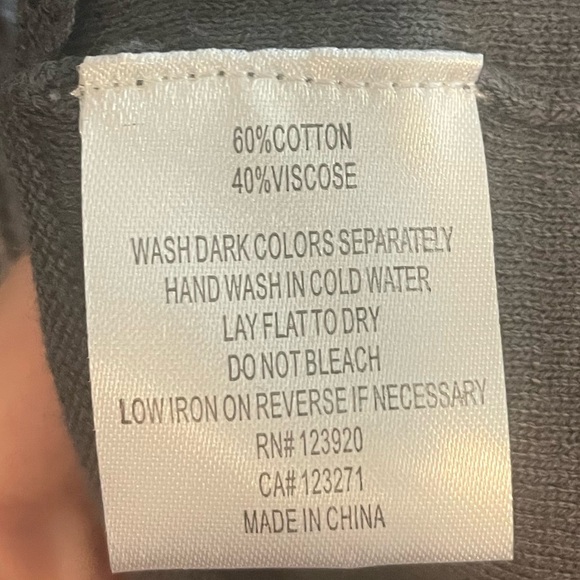 60%COTTON
40%VISCOSE
WASH DARK COLORS SEPARATELY
HAND WASH IN COLD WATER
LAY FLAT TO DRY
DO NOT BLEACH
LOW IRON ON REVERSE IF NECESSARY
RN# 123920
CA# 123271
MADE IN CHINA